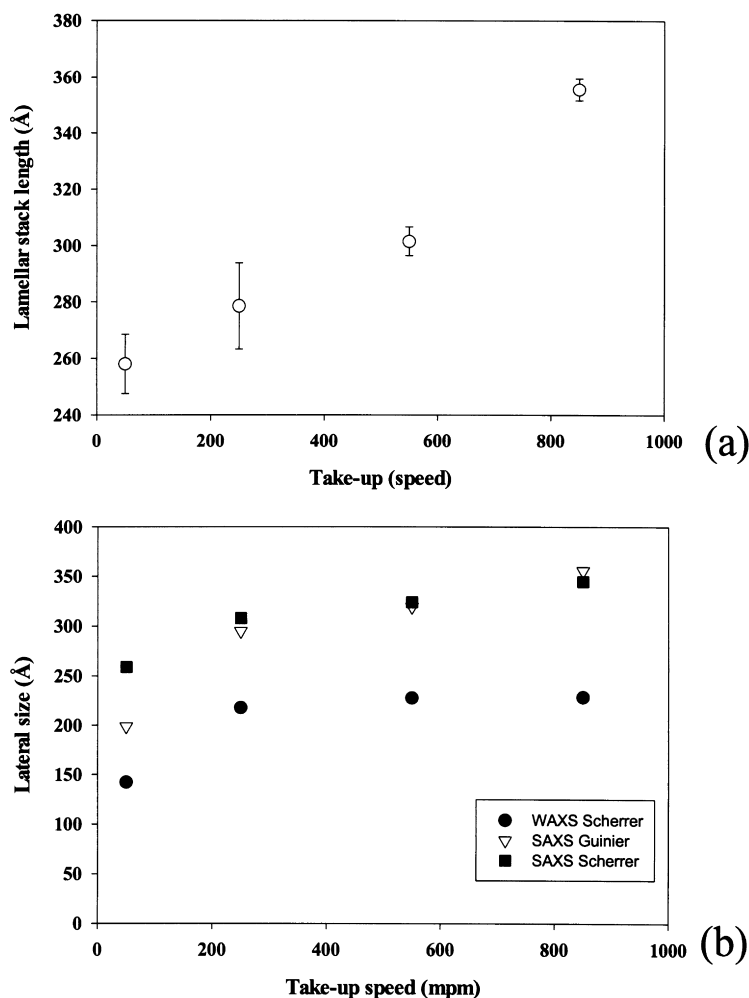 380
360
340
320
300
280
260
240
0 200 400 600 800 1000
Lamellar stack length (Å)
Take-up (speed)
(a)
400
350
300
250
200
150
100
50
0
0 200 400 600 800 1000
Lateral size (Å)
WAXS Scherrer
SAXS Guinier
SAXS Scherrer
Take-up speed (mpm)
(b)